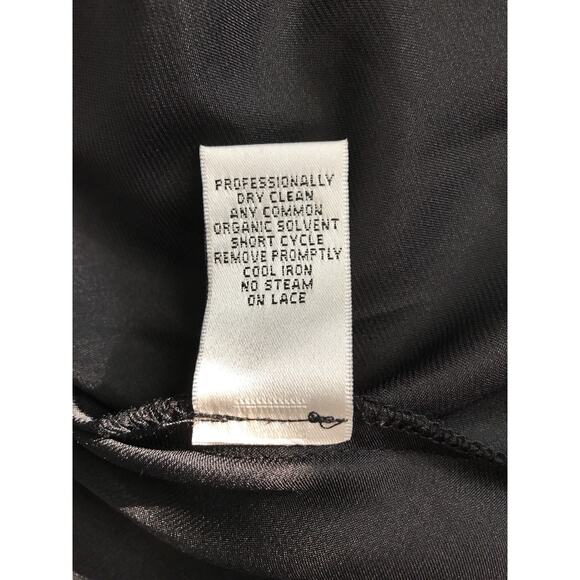 PROFESSIONALLY
DRY CLEAN
ANY COMMON
ORGANIC SOLVENT
SHORT CYCLE
REMOVE PROMPTLY
COOL IRON
NO STEAM
ON LACE